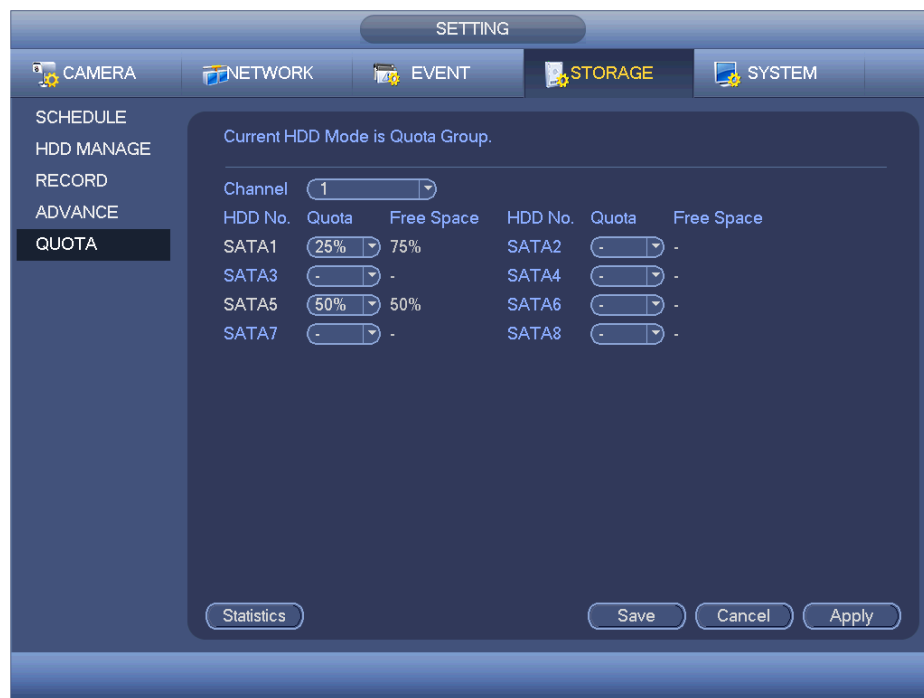 SETTING
CAMERA NETWORK EVENT STORAGE SYSTEM
SCHEDULE
HDD MANAGE
RECORD
ADVANCE
QUOTA
Current HDD Mode is Quota Group.
Channel 1
HDD No. Quota Free Space HDD No. Quota Free Space
SATA1 25% 75% SATA2 - -
SATA3 - - SATA4 - -
SATA5 50% 50% SATA6 - -
SATA7 - - SATA8 - -
Statistics Save Cancel Apply